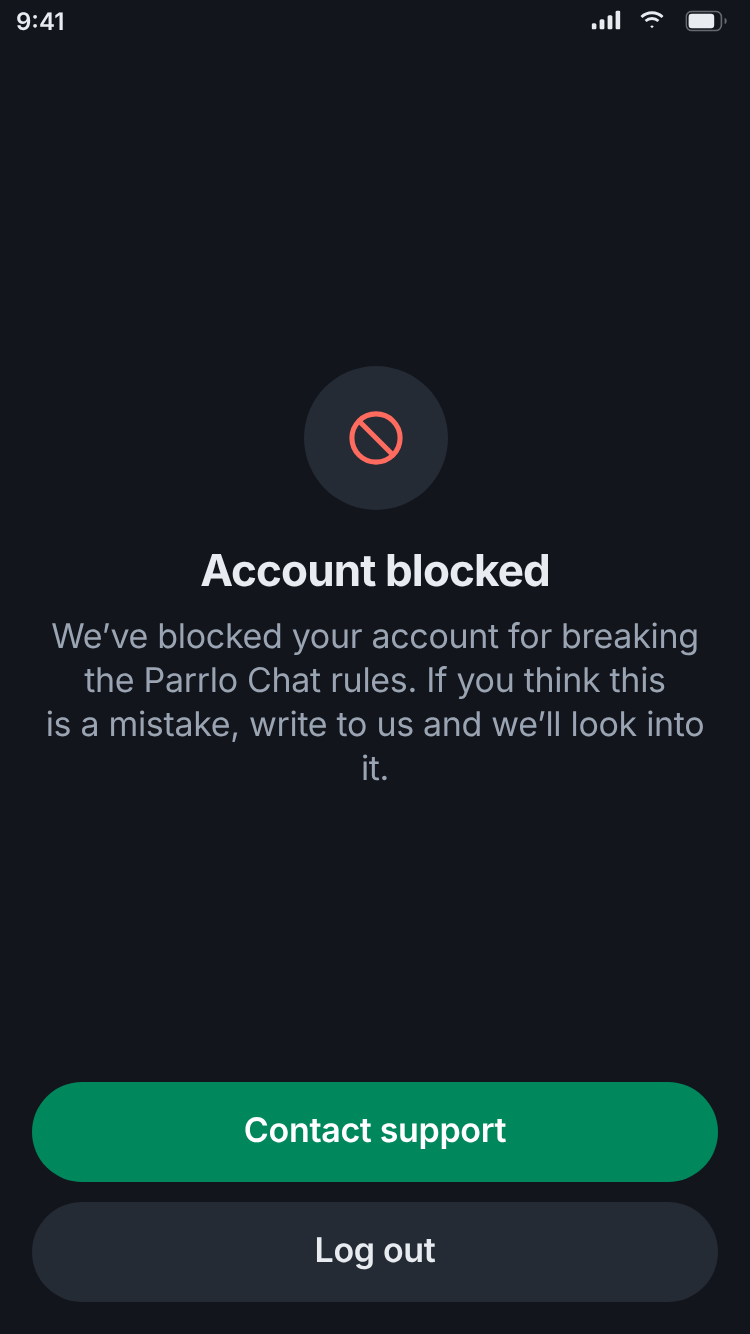 9:41
Account blocked
We’ve blocked your account for breaking
the Parrlo Chat rules. If you think this
is a mistake, write to us and we’ll look into
it.
Contact support
Log out